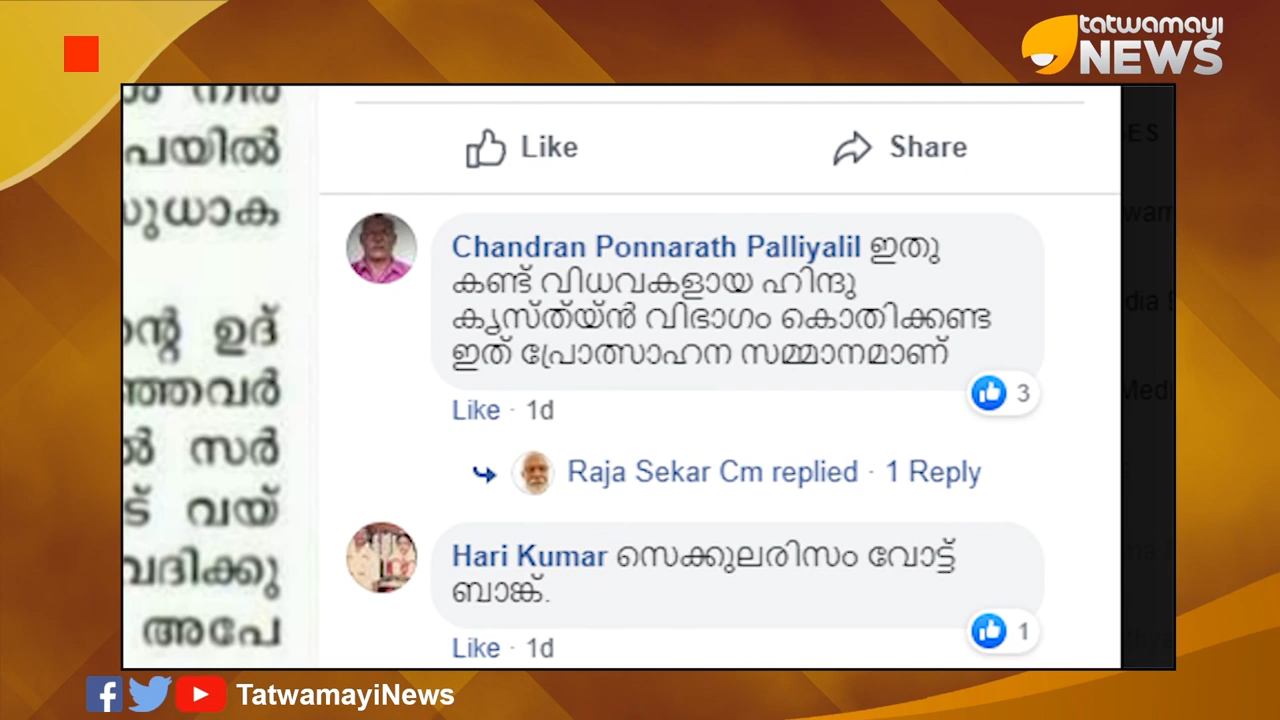 tatwamayi
NEWS
പയിൽ
സുധാക
ന്റെ ഉദ്
ഞ്ഞവർ
ൽ സർ
ട് വയ്
വദിക്കു
അപേ
Like Share
Chandran Ponnarath Palliyalil ഇതു
കണ്ട് വിധവകളായ ഹിന്ദു
കൃസ്ത്യ്ൻ വിഭാഗം കൊതിക്കണ്ട
ഇത് പ്രോത്സാഹന സമ്മാനമാണ്
3
Like · 1d
Raja Sekar Cm replied · 1 Reply
Hari Kumar സെക്കുലരിസം വോട്ട്
ബാങ്ക്.
1
Like · 1d
TatwamayiNews